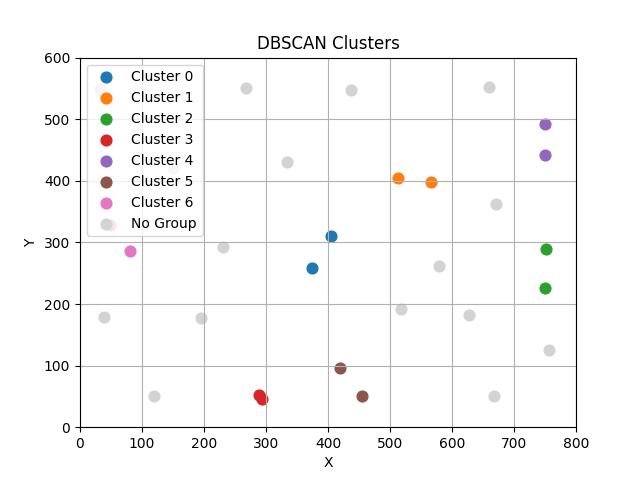 DBSCAN Clusters
600
500
400
300
200
100
0
Y
Cluster 0
Cluster 1
Cluster 2
Cluster 3
Cluster 4
Cluster 5
Cluster 6
No Group
0 100 200 300 400 500 600 700 800
X